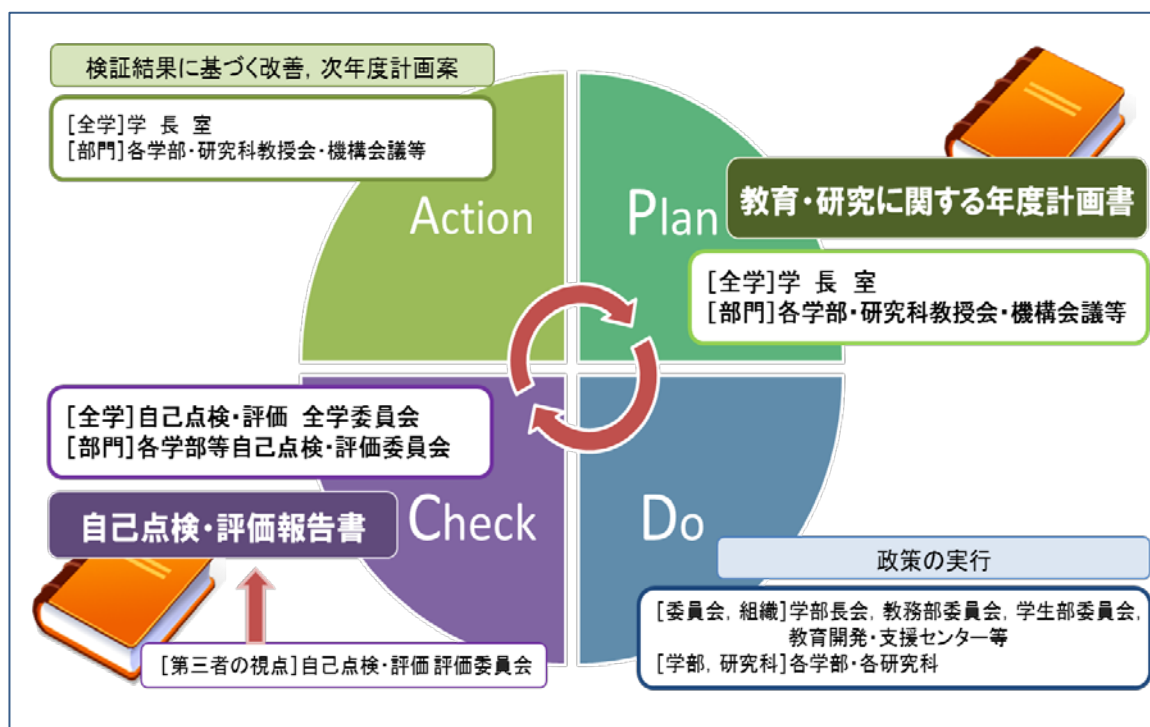 検証結果に基づく改善, 次年度計画案
[全学]学 長 室
[部門]各学部・研究科教授会・機構会議等
Action
Plan
教育・研究に関する年度計画書
[全学]学 長 室
[部門]各学部・研究科教授会・機構会議等
[全学]自己点検・評価 全学委員会
[部門]各学部等自己点検・評価委員会
自己点検・評価報告書
Check
[第三者の視点]自己点検・評価 評価委員会
Do
政策の実行
[委員会, 組織]学部長会, 教務部委員会, 学生部委員会,
教育開発・支援センター等
[学部, 研究科]各学部・各研究科